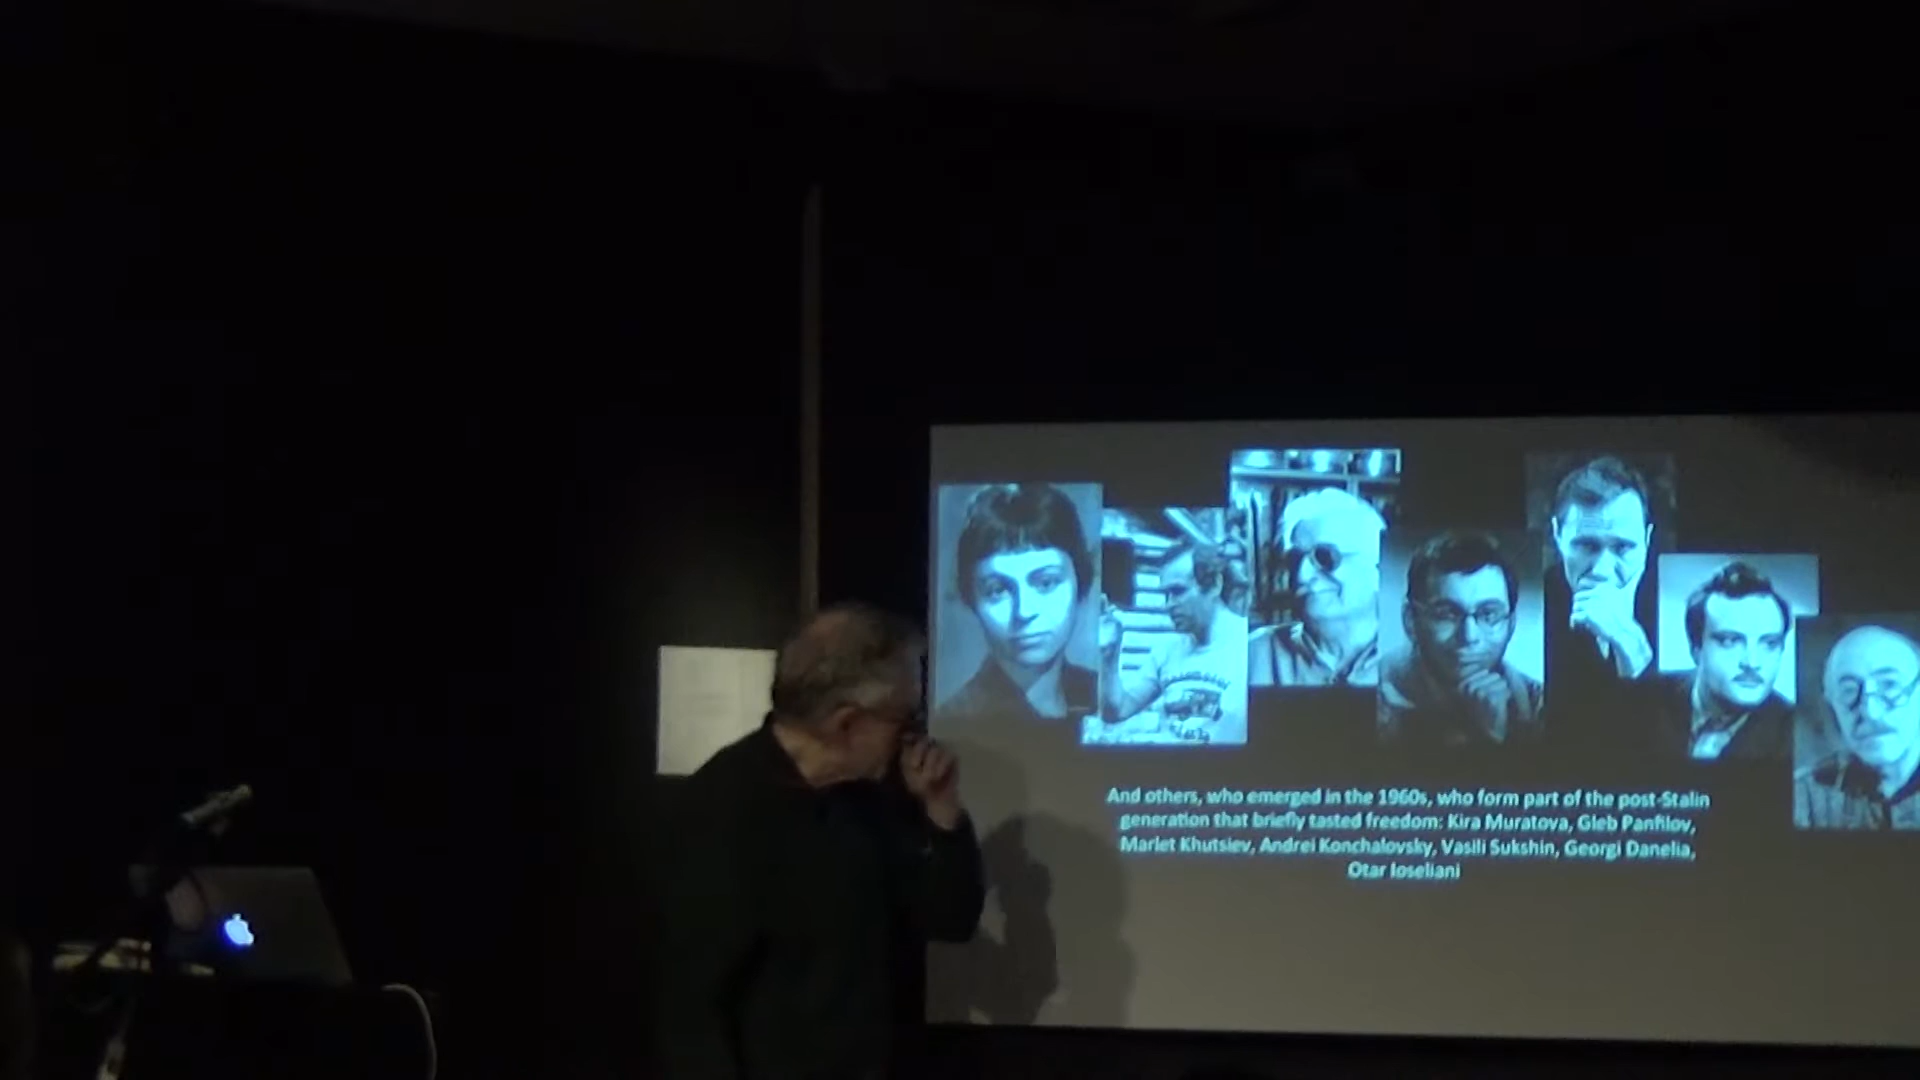 And others, who emerged in the 1960s, who form part of the post-Stalin
generation that briefly tasted freedom: Kira Muratova, Gleb Panfilov,
Marlet Khutsiev, Andrei Konchalovsky, Vasili Sukshin, Georgi Danelia,
Otar Ioseliani